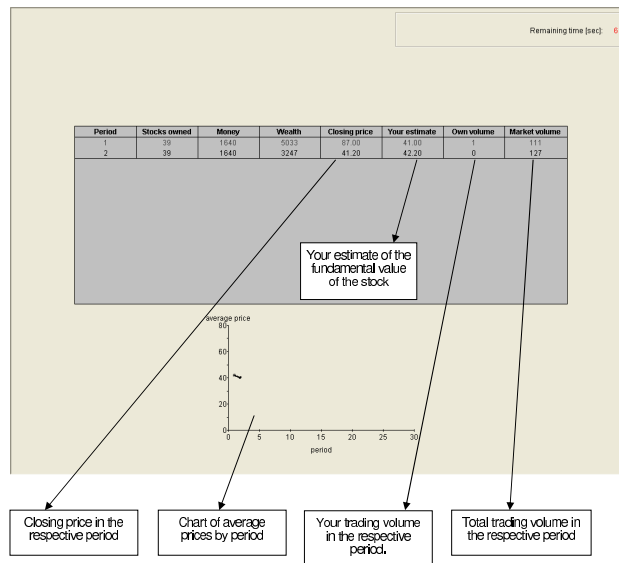 Remaining time [sec]: 6
Period Stocks owned Money Wealth Closing price Your estimate Own volume Market volume
1 39 1640 5033 87.00 41.00 1 111
2 39 1640 3247 41.20 42.20 0 127
Your estimate of the
fundamental value
of the stock
average price
80
60
40
20
0
0 5 10 15 20 25 30
period
Closing price in the
respective period
Chart of average
prices by period
Your trading volume
in the respective
period.
Total trading volume in
the respective period